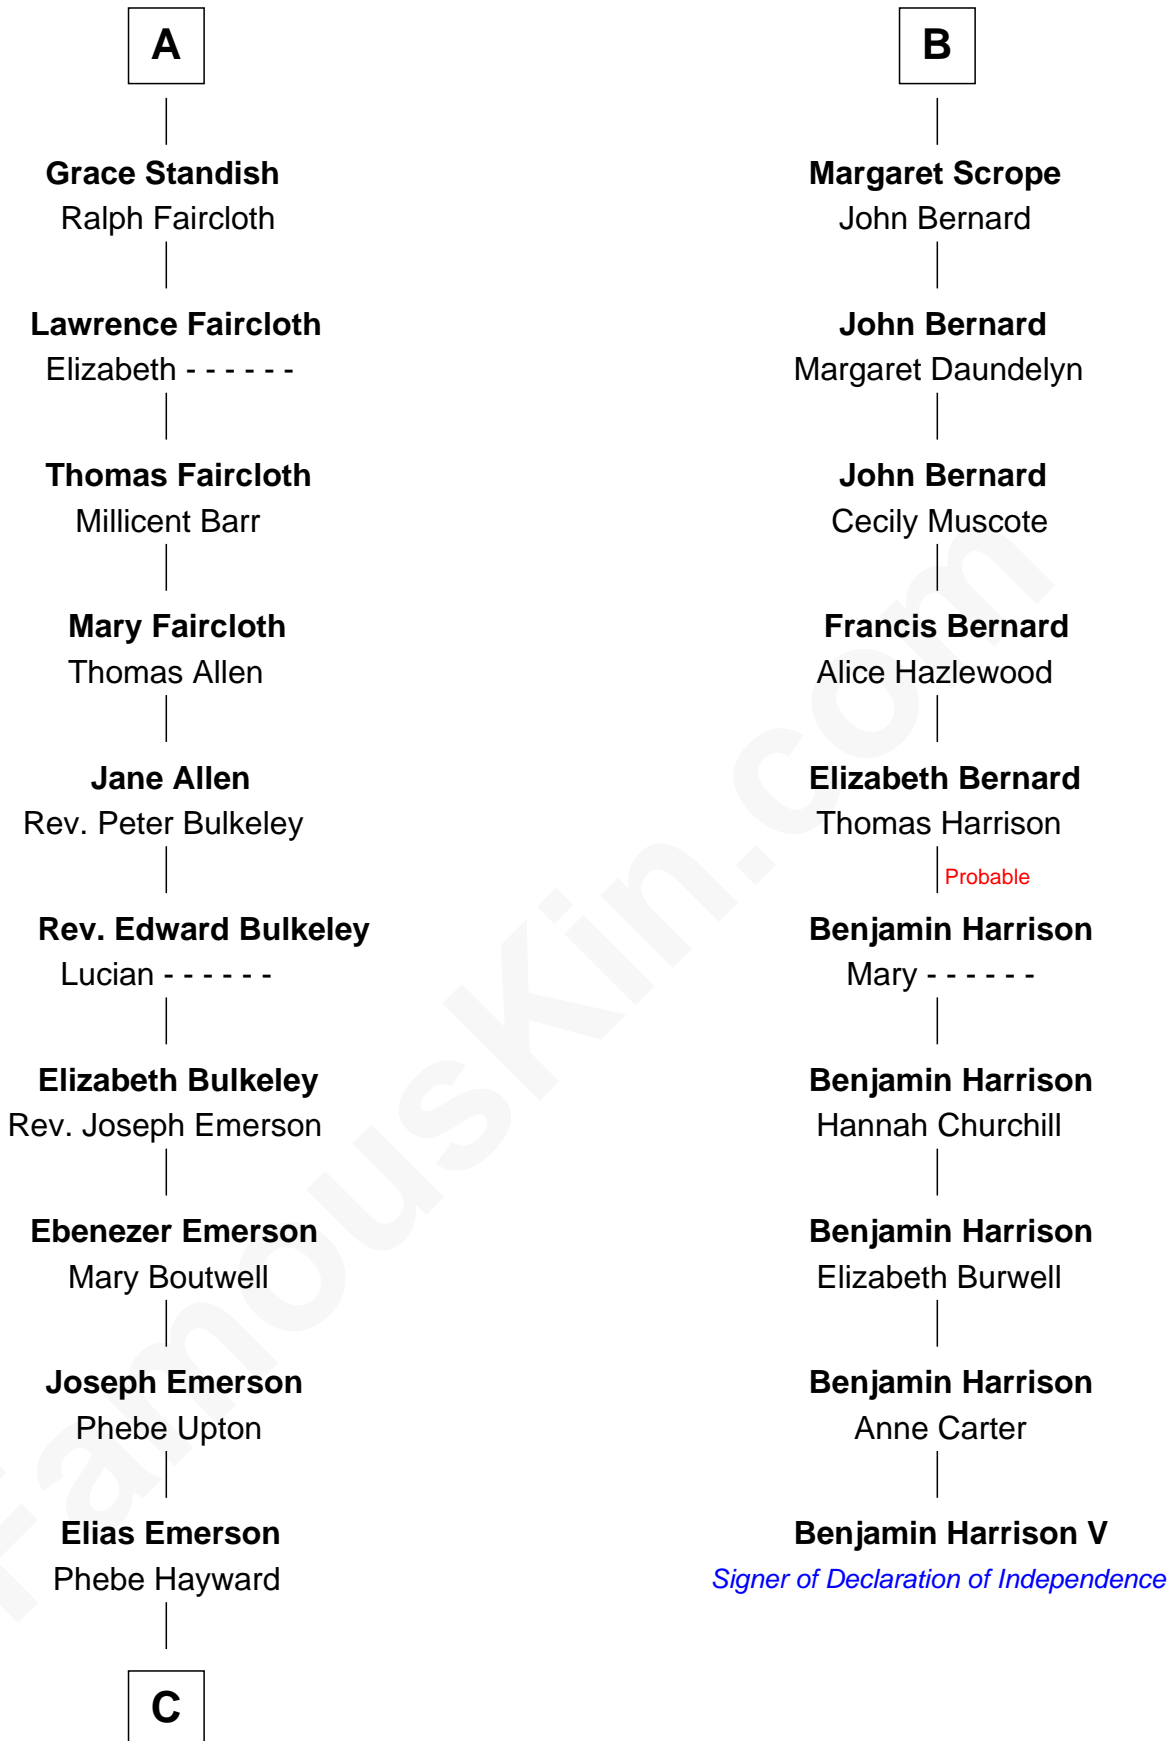 A
Grace Standish
Ralph Faircloth
Lawrence Faircloth
Elizabeth - - - - - -
Thomas Faircloth
Millicent Barr
Mary Faircloth
Thomas Allen
Jane Allen
Rev. Peter Bulkeley
Rev. Edward Bulkeley
Lucian - - - - - -
Elizabeth Bulkeley
Rev. Joseph Emerson
Ebenezer Emerson
Mary Boutwell
Joseph Emerson
Phebe Upton
Elias Emerson
Phebe Hayward
C
B
Margaret Scrope
John Bernard
John Bernard
Margaret Daundelyn
John Bernard
Cecily Muscote
Francis Bernard
Alice Hazlewood
Elizabeth Bernard
Thomas Harrison
Probable
Benjamin Harrison
Mary - - - - - -
Benjamin Harrison
Hannah Churchill
Benjamin Harrison
Elizabeth Burwell
Benjamin Harrison
Anne Carter
Benjamin Harrison V
Signer of Declaration of Independence
FamousKin.com